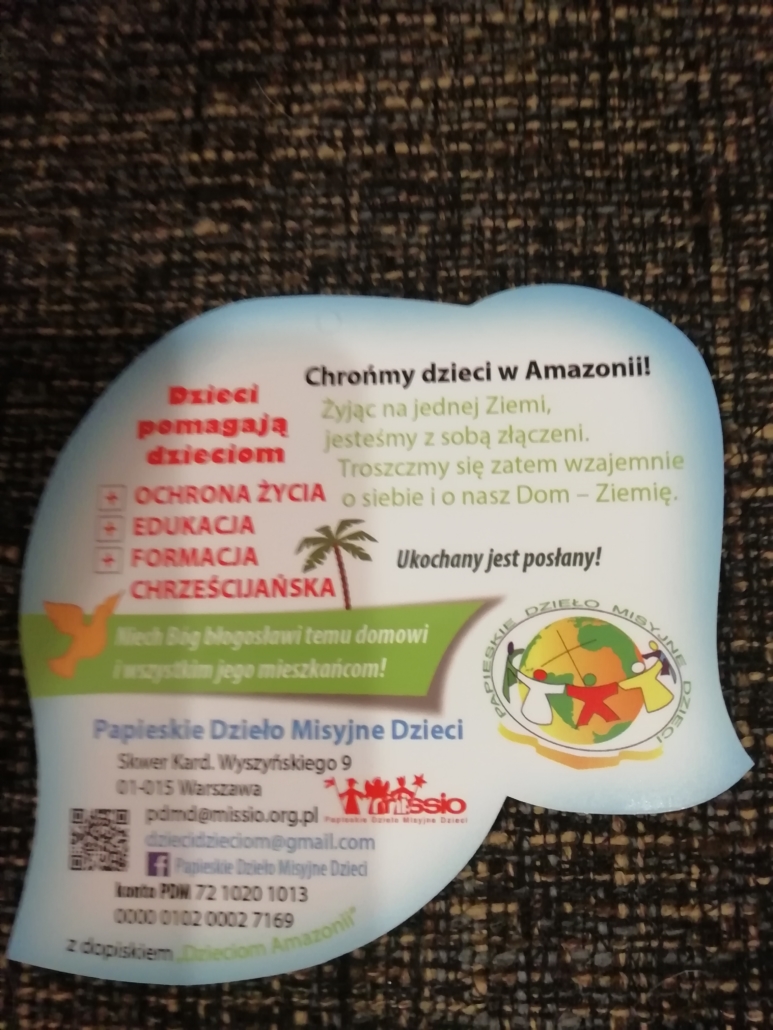 Dzieci
pomagają
dzieciom
+ OCHRONA ŻYCIA
+ EDUKACJA
+ FORMACJA
CHRZEŚCIJAŃSKA
Chrońmy dzieci w Amazonii!
Żyjąc na jednej Ziemi,
jesteśmy z sobą złączeni.
Troszczmy się zatem wzajemnie
o siebie i o nasz Dom – Ziemię.
Ukochany jest posłany!
Niech Bóg błogosławi temu domowi
i wszystkim jego mieszkańcom!
PAPIESKIE DZIEŁO MISYJNE DZIECI
Papieskie Dzieło Misyjne Dzieci
Skwer Kard. Wyszyńskiego 9
01-015 Warszawa
pdmd@missio.org.pl
missio
Papieskie Dzieło Misyjne Dzieci
dziecidzieciom@gmail.com
f Papieskie Dzieło Misyjne Dzieci
konto PDM 72 1020 1013
0000 0102 0002 7169
z dopiskiem „Dzieciom Amazonii"